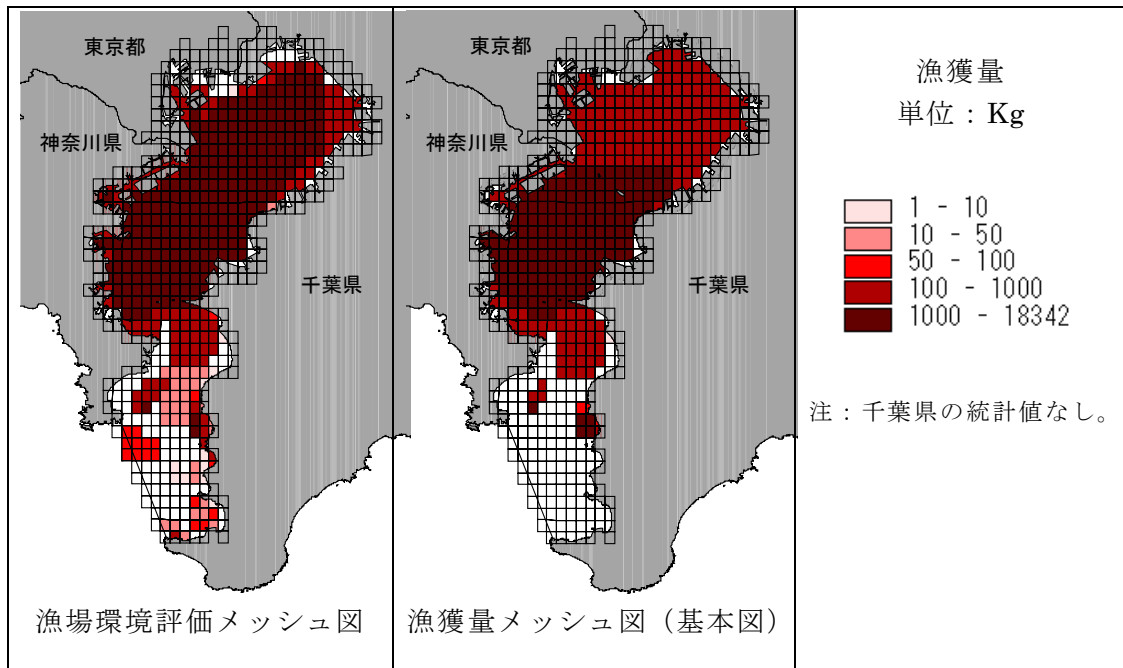 東京都
神奈川県
千葉県
漁場環境評価メッシュ図
東京都
神奈川県
千葉県
漁獲量メッシュ図（基本図）
漁獲量
単位：Kg
1 - 10
10 - 50
50 - 100
100 - 1000
1000 - 18342
注：千葉県の統計値なし。